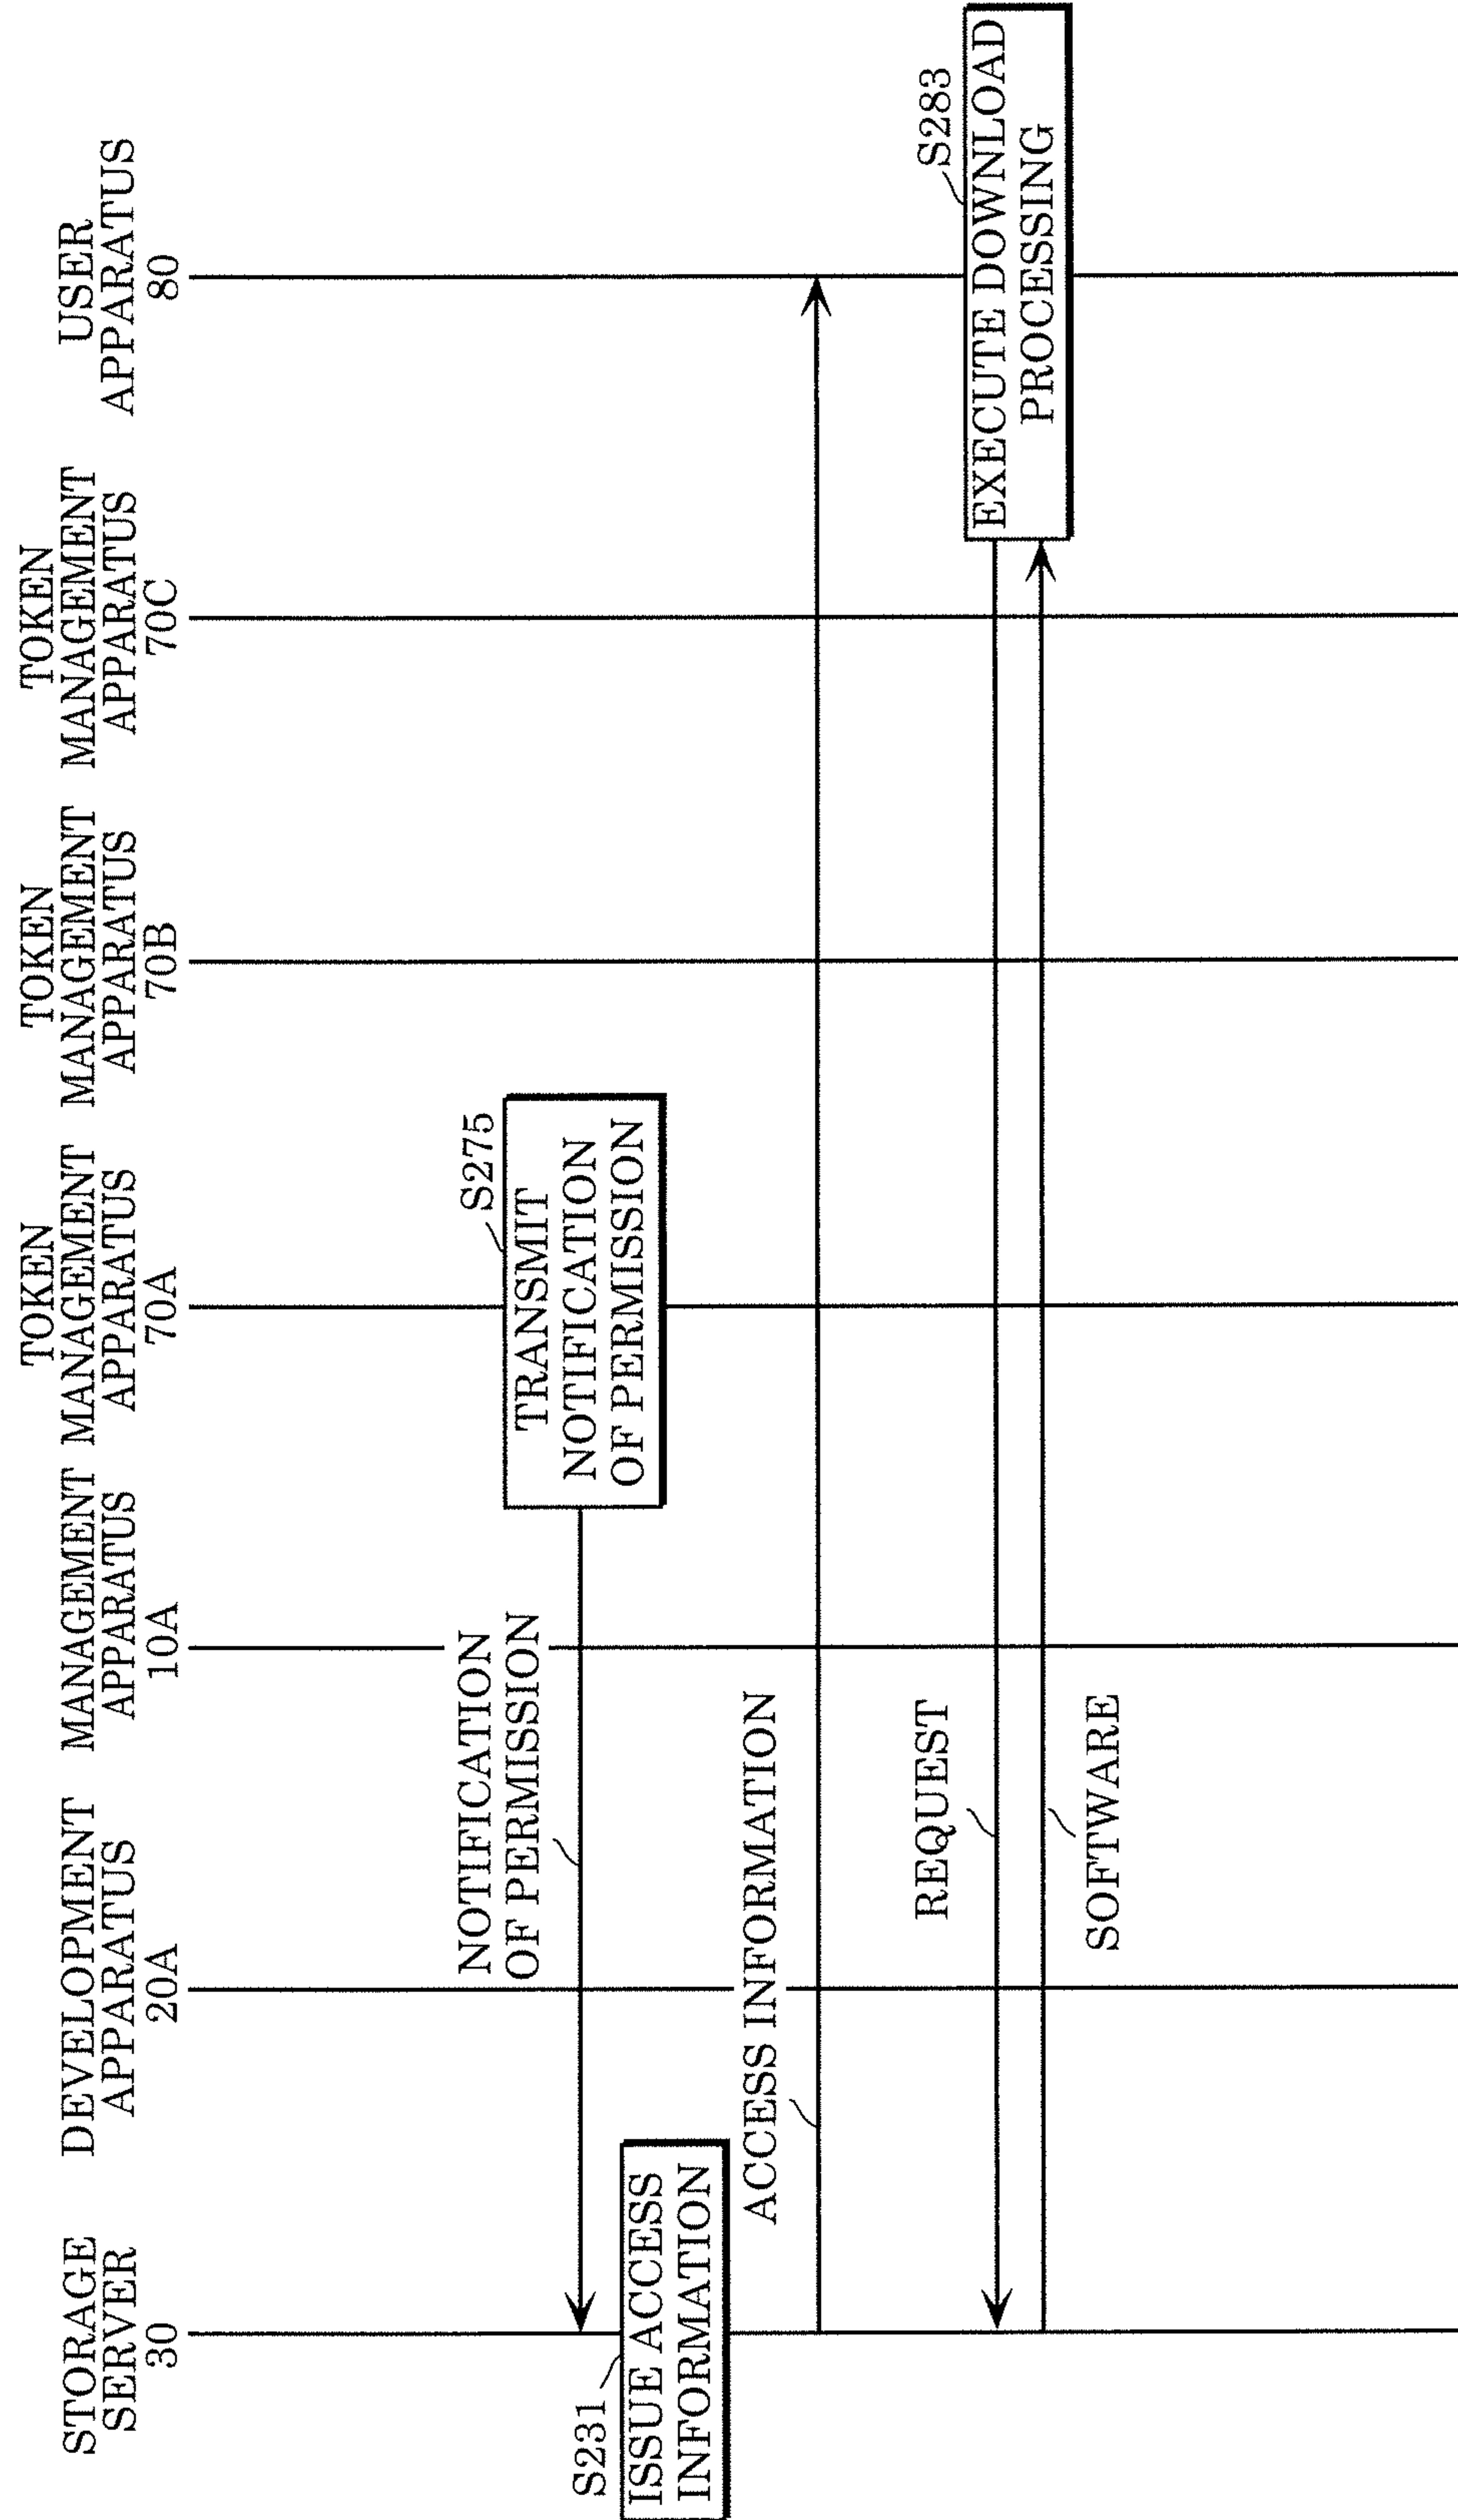 STORAGE
SERVER
30
DEVELOPMENT
APPARATUS
20A
MANAGEMENT
APPARATUS
10A
TOKEN
MANAGEMENT
APPARATUS
70A
TOKEN
MANAGEMENT
APPARATUS
70B
TOKEN
MANAGEMENT
APPARATUS
70C
USER
APPARATUS
80
S275
TRANSMIT
NOTIFICATION
OF PERMISSION
NOTIFICATION
OF PERMISSION
S231
ISSUE ACCESS
INFORMATION
ACCESS INFORMATION
S283
EXECUTE DOWNLOAD
PROCESSING
REQUEST
SOFTWARE